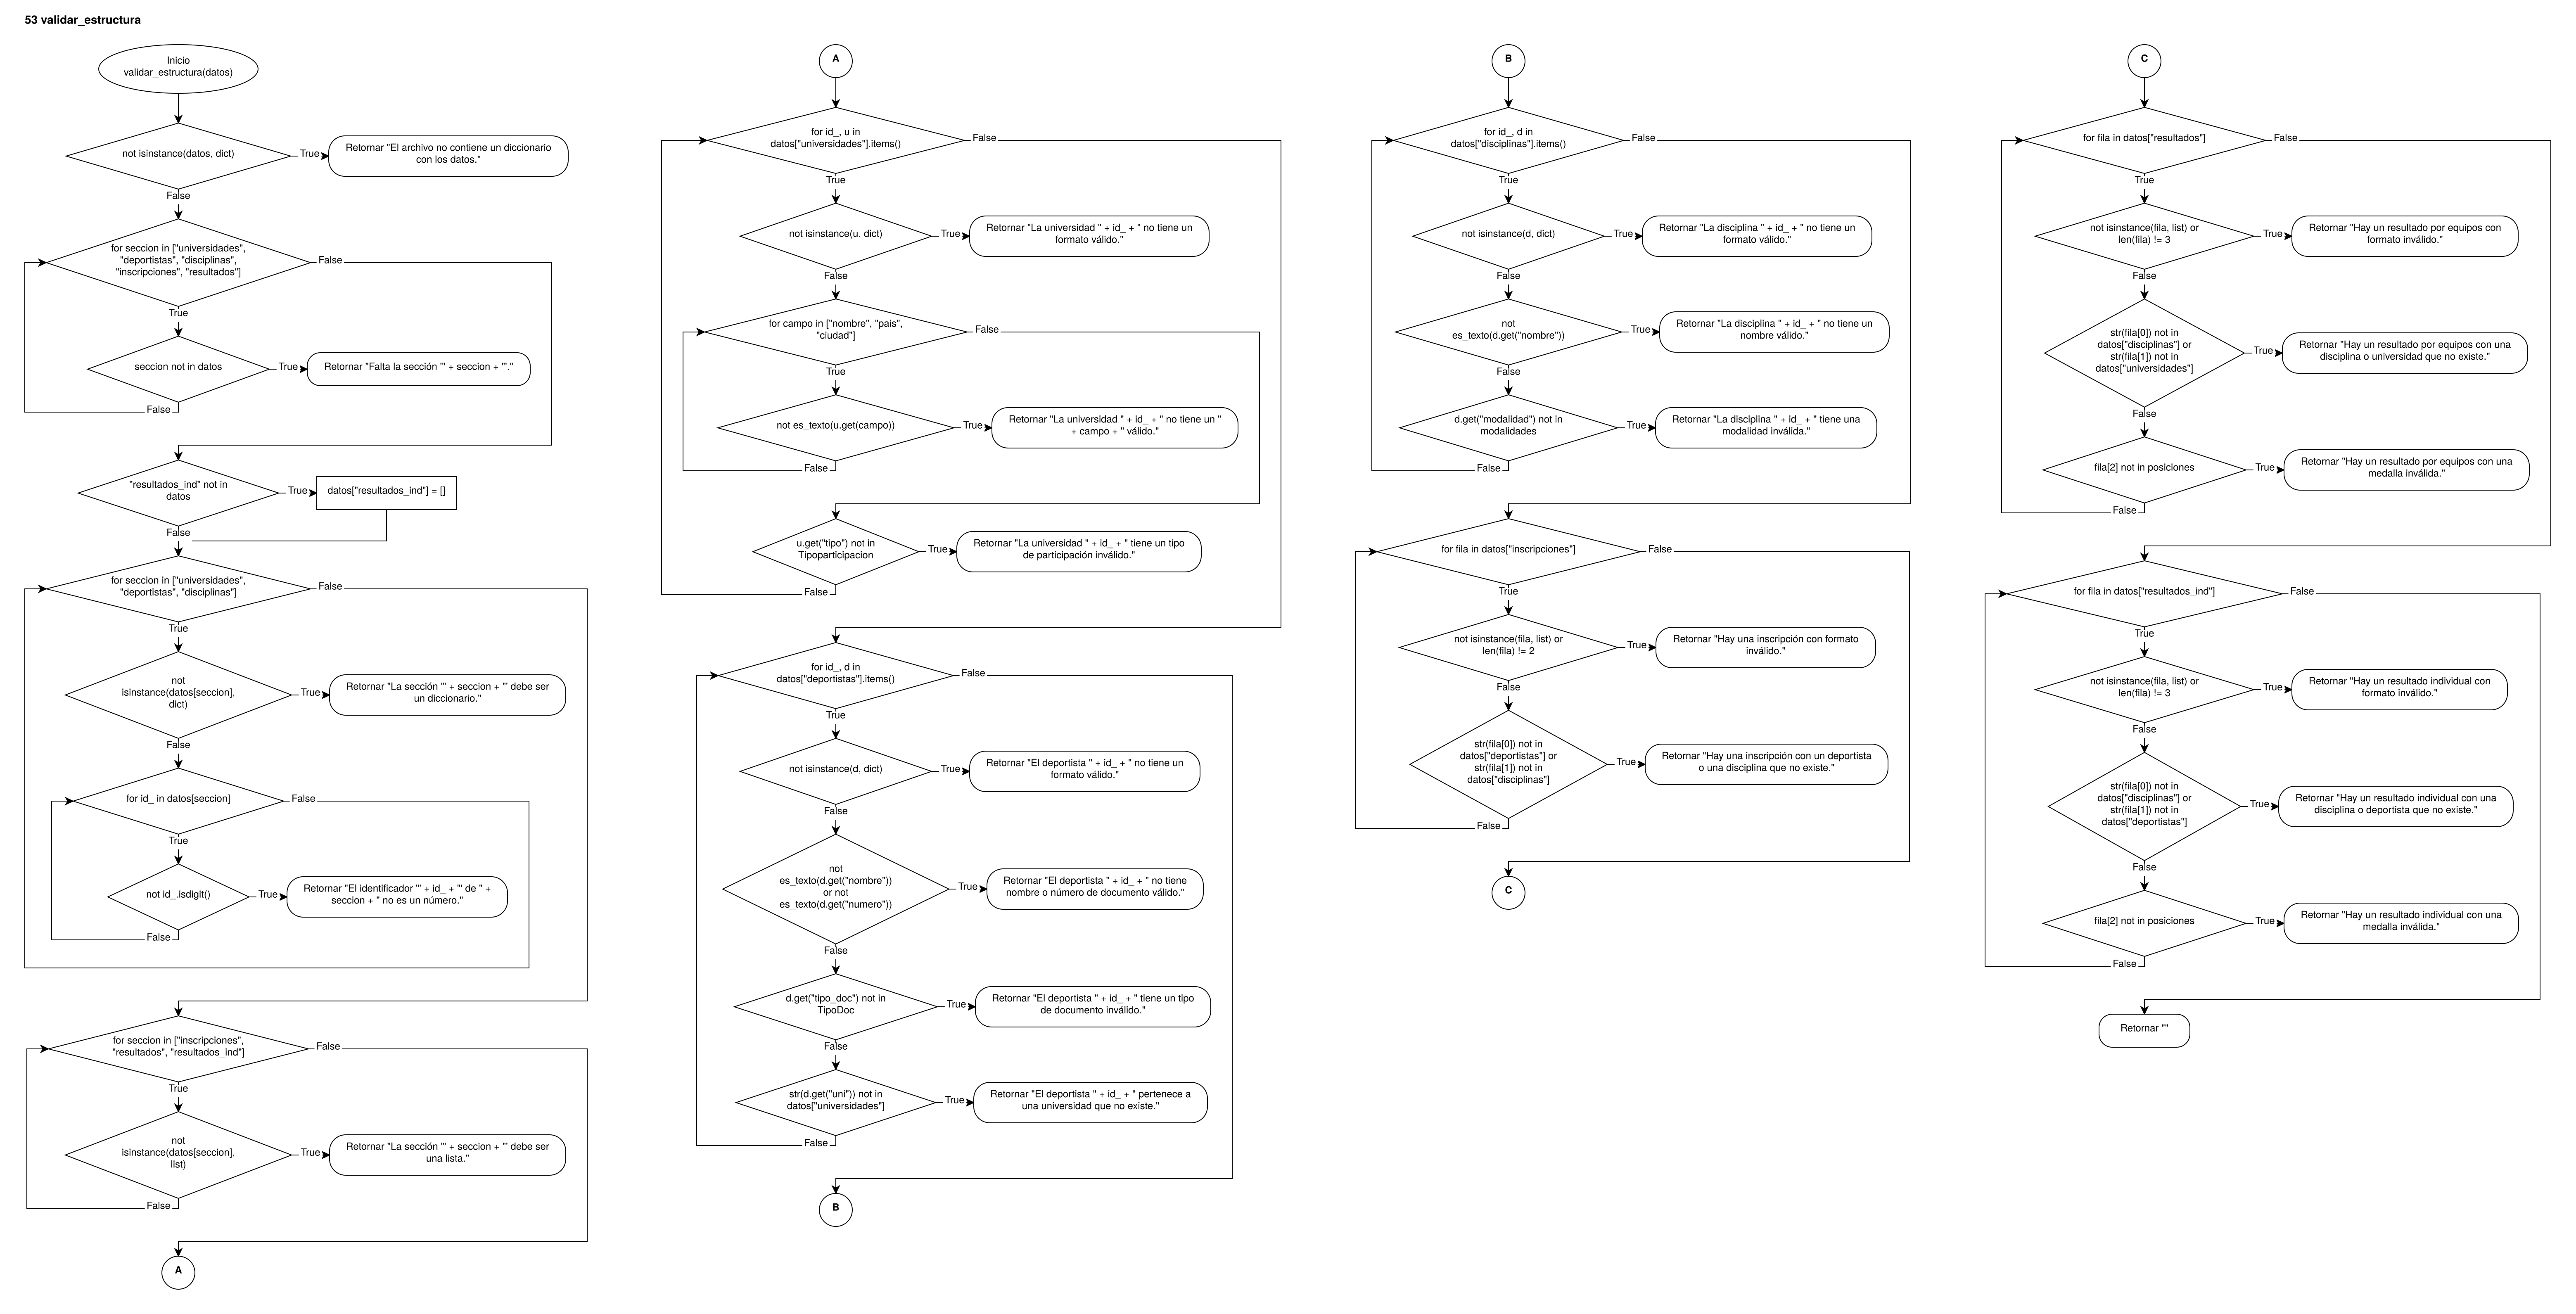 53 validar_estructura
Inicio
validar_estructura(datos)
not isinstance(datos, dict)
True
Retornar "El archivo no contiene un diccionario
con los datos."
False
for seccion in ["universidades",
"deportistas", "disciplinas",
"inscripciones", "resultados"]
False
True
seccion not in datos
True
Retornar "Falta la sección '" + seccion + "'."
False
"resultados_ind" not in
datos
True
datos["resultados_ind"] = []
False
for seccion in ["universidades",
"deportistas", "disciplinas"]
False
True
not
isinstance(datos[seccion],
dict)
True
Retornar "La sección '" + seccion + "' debe ser
un diccionario."
False
for id_ in datos[seccion]
False
True
not id_.isdigit()
True
Retornar "El identificador '" + id_ + "' de " +
seccion + " no es un número."
False
for seccion in ["inscripciones",
"resultados", "resultados_ind"]
False
True
not
isinstance(datos[seccion],
list)
True
Retornar "La sección '" + seccion + "' debe ser
una lista."
False
A
A
for id_, u in
datos["universidades"].items()
False
True
not isinstance(u, dict)
True
Retornar "La universidad " + id_ + " no tiene un
formato válido."
False
for campo in ["nombre", "pais",
"ciudad"]
False
True
not es_texto(u.get(campo))
True
Retornar "La universidad " + id_ + " no tiene un "
+ campo + " válido."
False
u.get("tipo") not in
Tipoparticipacion
True
Retornar "La universidad " + id_ + " tiene un tipo
de participación inválido."
False
for id_, d in
datos["deportistas"].items()
False
True
not isinstance(d, dict)
True
Retornar "El deportista " + id_ + " no tiene un
formato válido."
False
not
es_texto(d.get("nombre"))
or not
es_texto(d.get("numero"))
True
Retornar "El deportista " + id_ + " no tiene
nombre o número de documento válido."
False
d.get("tipo_doc") not in
TipoDoc
True
Retornar "El deportista " + id_ + " tiene un tipo
de documento inválido."
False
str(d.get("uni")) not in
datos["universidades"]
True
Retornar "El deportista " + id_ + " pertenece a
una universidad que no existe."
False
B
B
for id_, d in
datos["disciplinas"].items()
False
True
not isinstance(d, dict)
True
Retornar "La disciplina " + id_ + " no tiene un
formato válido."
False
not
es_texto(d.get("nombre"))
True
Retornar "La disciplina " + id_ + " no tiene un
nombre válido."
False
d.get("modalidad") not in
modalidades
True
Retornar "La disciplina " + id_ + " tiene una
modalidad inválida."
False
for fila in datos["inscripciones"]
False
True
not isinstance(fila, list) or
len(fila) != 2
True
Retornar "Hay una inscripción con formato
inválido."
False
str(fila[0]) not in
datos["deportistas"] or
str(fila[1]) not in
datos["disciplinas"]
True
Retornar "Hay una inscripción con un deportista
o una disciplina que no existe."
False
C
C
for fila in datos["resultados"]
False
True
not isinstance(fila, list) or
len(fila) != 3
True
Retornar "Hay un resultado por equipos con
formato inválido."
False
str(fila[0]) not in
datos["disciplinas"] or
str(fila[1]) not in
datos["universidades"]
True
Retornar "Hay un resultado por equipos con una
disciplina o universidad que no existe."
False
fila[2] not in posiciones
True
Retornar "Hay un resultado por equipos con una
medalla inválida."
False
for fila in datos["resultados_ind"]
False
True
not isinstance(fila, list) or
len(fila) != 3
True
Retornar "Hay un resultado individual con
formato inválido."
False
str(fila[0]) not in
datos["disciplinas"] or
str(fila[1]) not in
datos["deportistas"]
True
Retornar "Hay un resultado individual con una
disciplina o deportista que no existe."
False
fila[2] not in posiciones
True
Retornar "Hay un resultado individual con una
medalla inválida."
False
Retornar ""